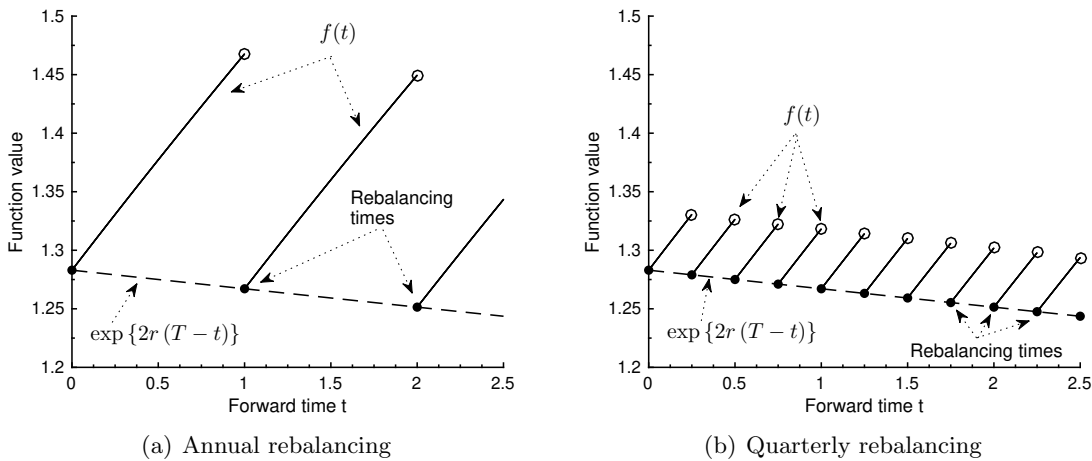 1.5
1.45
1.4
1.35
1.3
1.25
1.2
Function value
f(t)
Rebalancing
times
exp {2r (T − t)}
0 0.5 1 1.5 2 2.5
Forward time t
(a) Annual rebalancing
1.5
1.45
1.4
1.35
1.3
1.25
1.2
Function value
f(t)
exp {2r (T − t)}
Rebalancing times
0 0.5 1 1.5 2 2.5
Forward time t
(b) Quarterly rebalancing